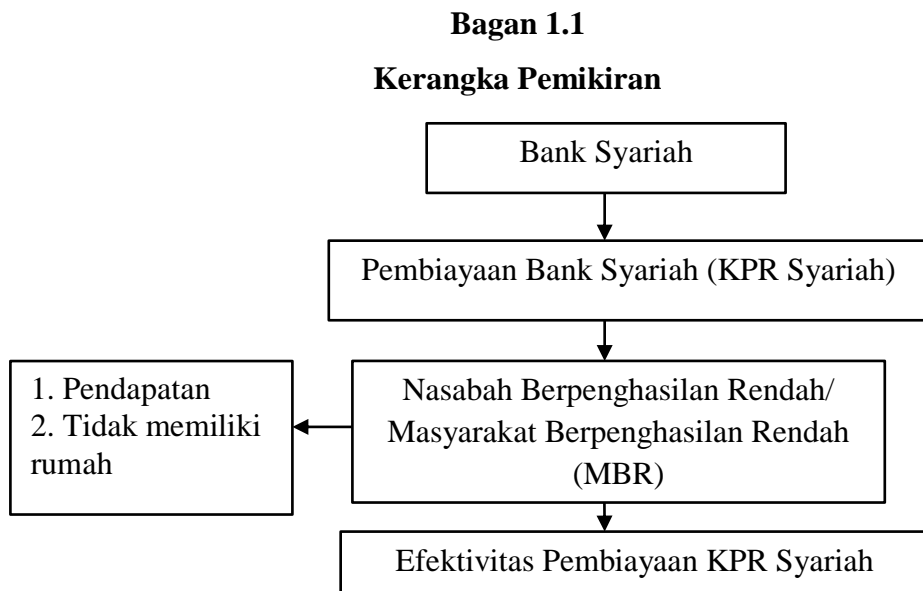 Bagan 1.1
Kerangka Pemikiran
Bank Syariah
Pembiayaan Bank Syariah (KPR Syariah)
1. Pendapatan
2. Tidak memiliki
rumah
Nasabah Berpenghasilan Rendah/
Masyarakat Berpenghasilan Rendah
(MBR)
Efektivitas Pembiayaan KPR Syariah